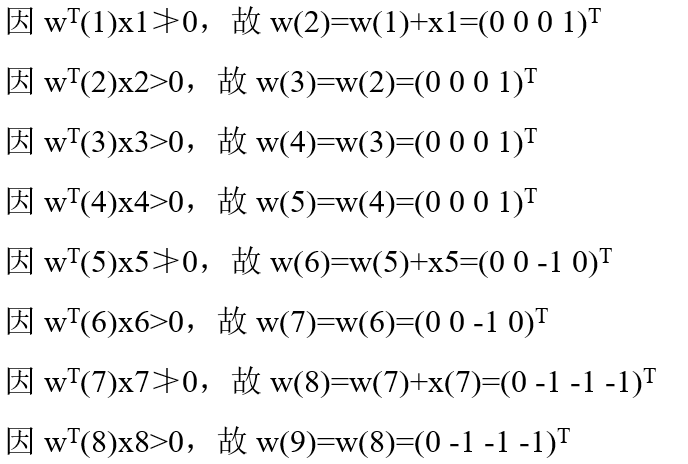 因 wᵀ(1)x1≯0，故 w(2)=w(1)+x1=(0 0 0 1)ᵀ
因 wᵀ(2)x2>0，故 w(3)=w(2)=(0 0 0 1)ᵀ
因 wᵀ(3)x3>0，故 w(4)=w(3)=(0 0 0 1)ᵀ
因 wᵀ(4)x4>0，故 w(5)=w(4)=(0 0 0 1)ᵀ
因 wᵀ(5)x5≯0，故 w(6)=w(5)+x5=(0 0 -1 0)ᵀ
因 wᵀ(6)x6>0，故 w(7)=w(6)=(0 0 -1 0)ᵀ
因 wᵀ(7)x7≯0，故 w(8)=w(7)+x(7)=(0 -1 -1 -1)ᵀ
因 wᵀ(8)x8>0，故 w(9)=w(8)=(0 -1 -1 -1)ᵀ